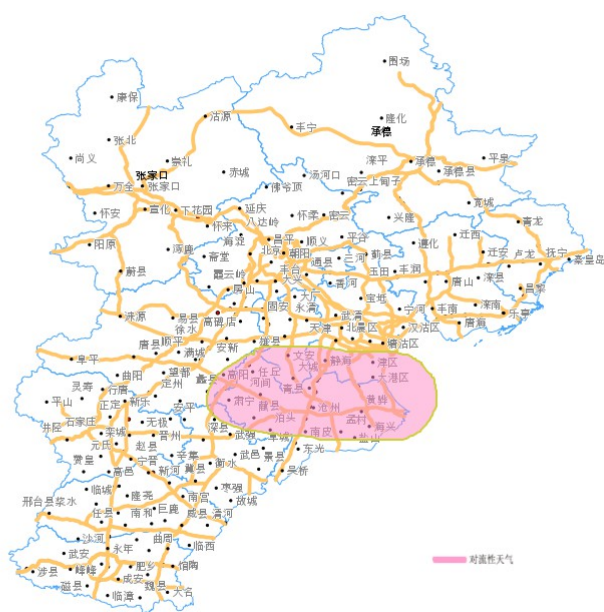 围场
康保
沽源
丰宁
隆化
承德
张北
尚义
崇礼
赤城
汤河口
滦平
承德
平泉
张家口
佛爷顶
密云上甸子
承德县
万全
张家口
宽城
宣化
下花园
延庆
怀柔
密云
兴隆
青龙
怀安
怀来
八达岭
阳原
海淀
昌平
顺义
平谷
遵化
迁西
涿鹿
北京
朝阳
蓟县
迁安
卢龙
抚宁
斋堂
丰台
通县
三河
玉田
丰润
秦皇岛
蔚县
霞云岭
大兴
香河
唐山
滦县
昌黎
房山
大厂
宝坻
宁河
丰南
滦南
乐亭
涞源
易县
固安
永清
武清
唐海
徐水
高碑店
天津
北辰区
汉沽区
唐县
顺平
雄县
塘沽区
阜平
满城
安新
文安
静海
津区
曲阳
望都
蠡县
高阳
任丘
大城
大港区
灵寿
行唐
定州
河间
青县
平山
正定
新乐
安平
肃宁
献县
沧州
黄骅
石家庄
无极
泊头
孟村
海兴
井陉
栾城
晋州
深县
武强
阜城
南皮
盐山
元氏
赵县
辛集
武邑
景县
东光
赞皇
高邑
宁晋
新河
冀县
衡水
吴桥
临城
隆尧
南宫
枣强
故城
邢台县浆水
任县
南和
巨鹿
威县
清河
沙河
武安
永年
曲周
临西
涉县
峰峰
肥乡
馆陶
磁县
成安
魏县
大名
临漳
对流性天气